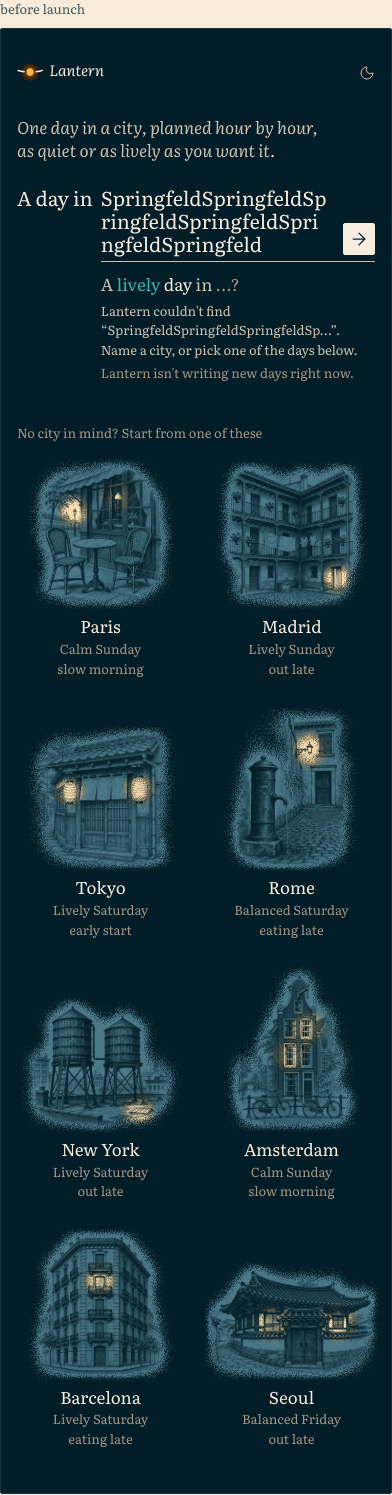 before launch
Lantern
One day in a city, planned hour by hour,
as quiet or as lively as you want it.
A day in SpringfeldSpringfeldSp
ringfeldSpringfeldSpri
ngfeldSpringfeld
A lively day in ...?
Lantern couldn't find
“SpringfeldSpringfeldSpringfeldSp...”.
Name a city, or pick one of the days below.
Lantern isn't writing new days right now.
No city in mind? Start from one of these
Paris
Calm Sunday
slow morning
Madrid
Lively Sunday
out late
Tokyo
Lively Saturday
early start
Rome
Balanced Saturday
eating late
New York
Lively Saturday
out late
Amsterdam
Calm Sunday
slow morning
Barcelona
Lively Saturday
eating late
Seoul
Balanced Friday
out late